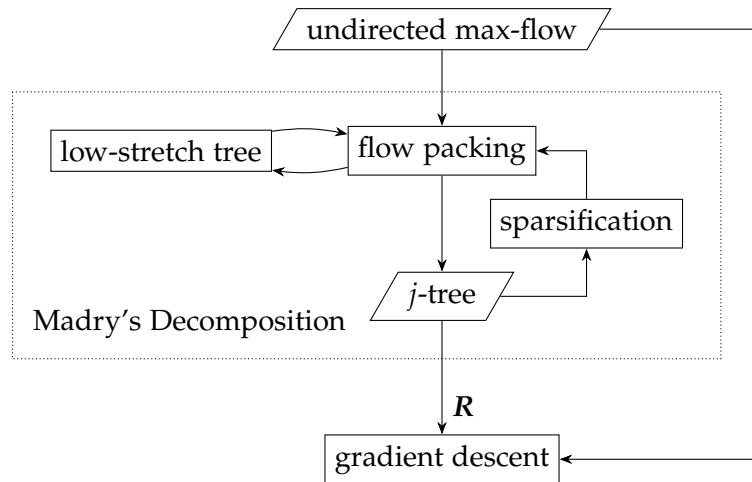 undirected max-flow
low-stretch tree
flow packing
sparsification
j-tree
Madry's Decomposition
R
gradient descent